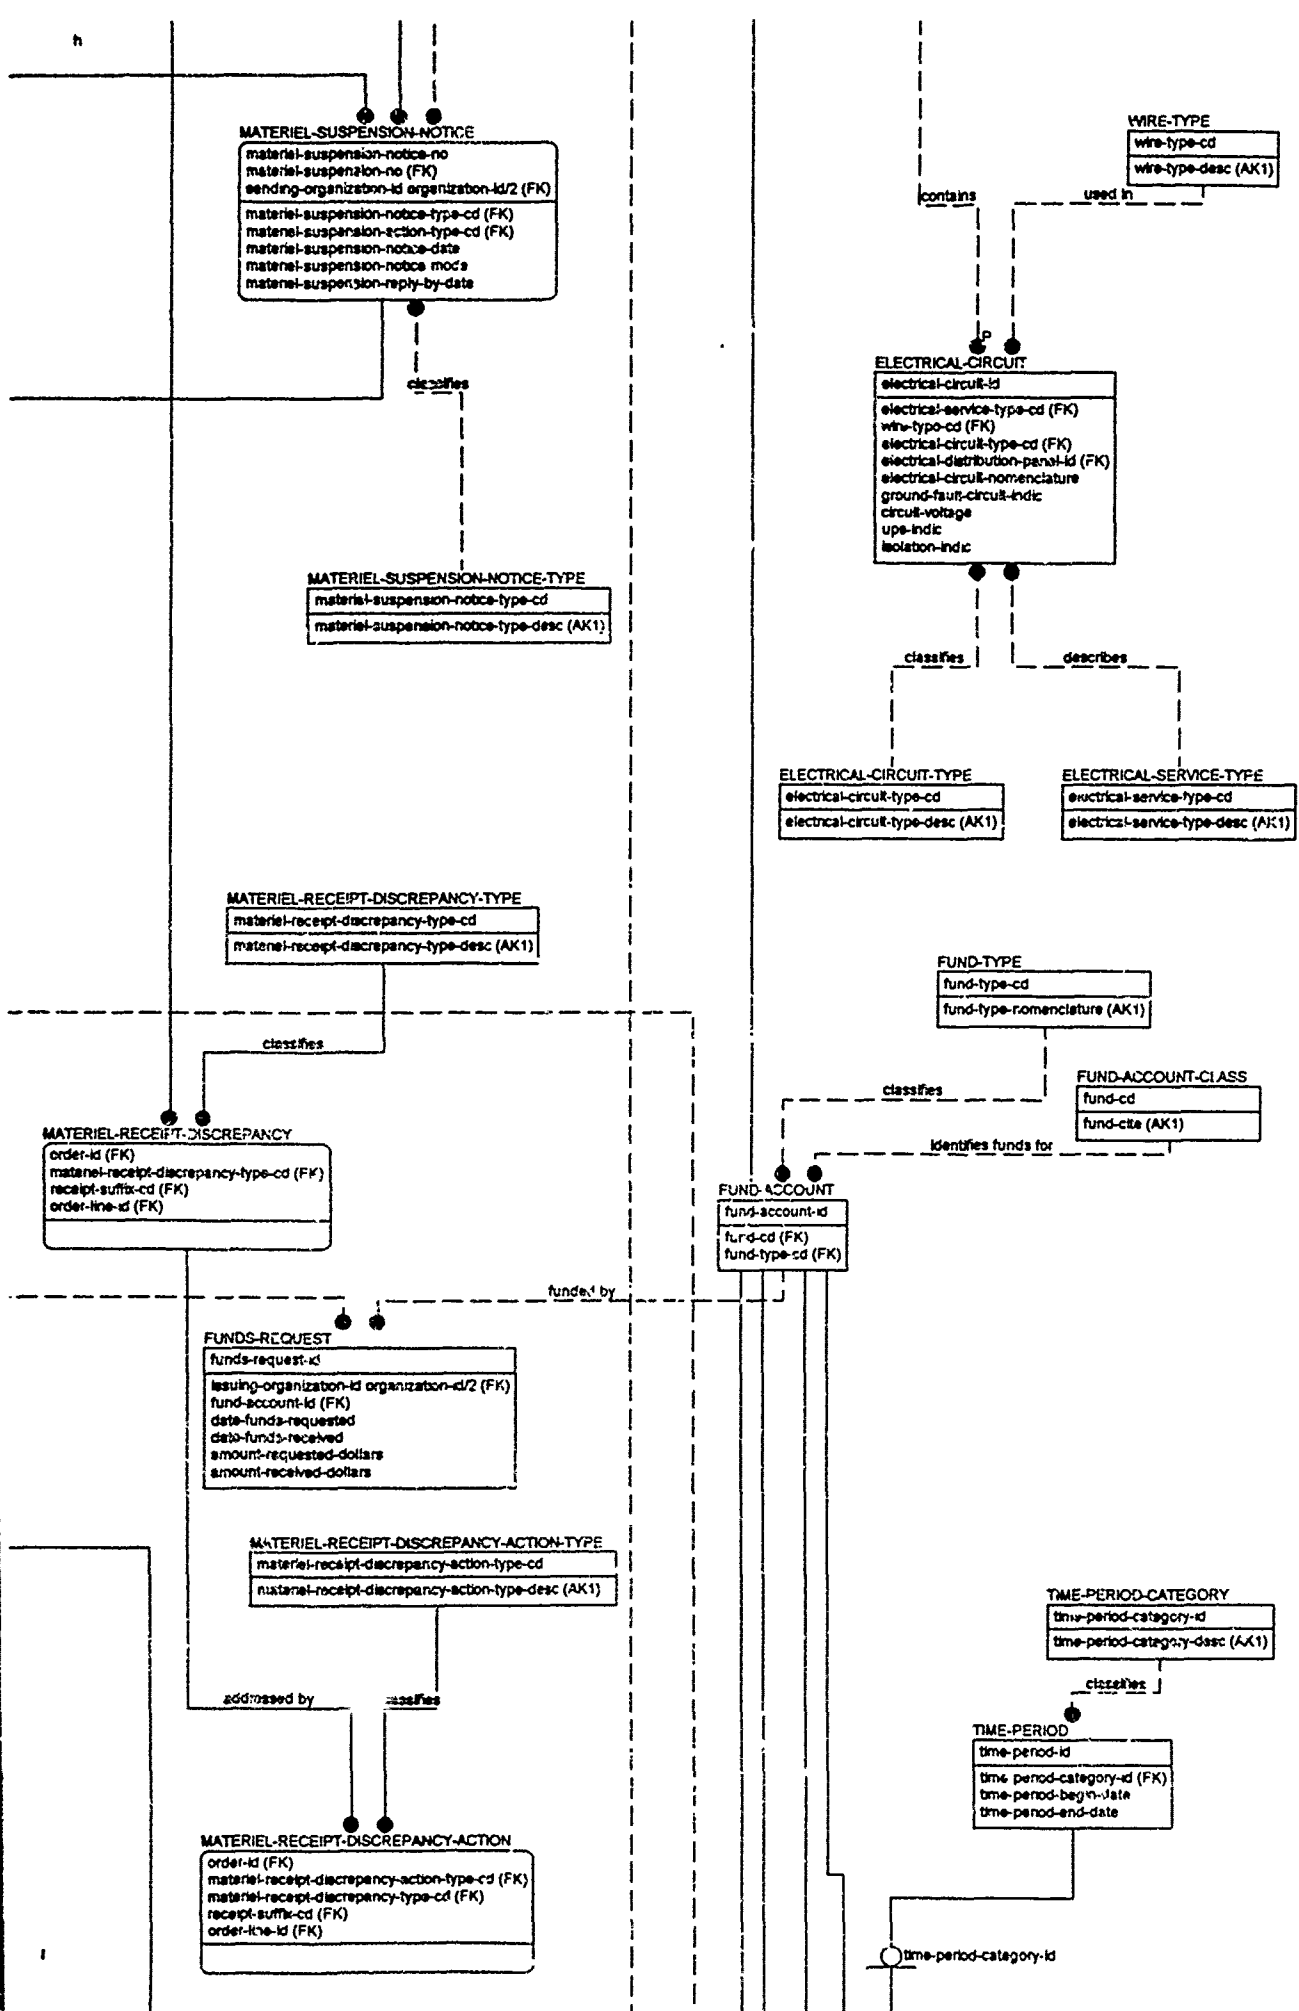 h
MATERIEL-SUSPENSION-NOTICE
materiel-suspension-notice-no
materiel-suspension-no (FK)
sending-organization-id organization-id/2 (FK)
materiel-suspension-notice-type-cd (FK)
materiel-suspension-action-type-cd (FK)
materiel-suspension-notice-date
materiel-suspension-notice mode
materiel-suspension-reply-by-date
classifies
MATERIEL-SUSPENSION-NOTICE-TYPE
materiel-suspension-notice-type-cd
materiel-suspension-notice-type-desc (AK1)
WIRE-TYPE
wire-type-cd
wire-type-desc (AK1)
contains
used in
P
ELECTRICAL-CIRCUIT
electrical-circuit-id
electrical-service-type-cd (FK)
wire-type-cd (FK)
electrical-circuit-type-cd (FK)
electrical-distribution-panel-id (FK)
electrical-circuit-nomenclature
ground-fault-circuit-indic
circuit-voltage
ups-indic
isolation-indic
classifies
describes
ELECTRICAL-CIRCUIT-TYPE
electrical-circuit-type-cd
electrical-circuit-type-desc (AK1)
ELECTRICAL-SERVICE-TYPE
electrical-service-type-cd
electrical-service-type-desc (AK1)
MATERIEL-RECEIPT-DISCREPANCY-TYPE
materiel-receipt-discrepancy-type-cd
materiel-receipt-discrepancy-type-desc (AK1)
classifies
FUND-TYPE
fund-type-cd
fund-type-nomenclature (AK1)
classifies
FUND-ACCOUNT-CLASS
fund-cd
fund-cite (AK1)
identifies funds for
MATERIEL-RECEIPT-DISCREPANCY
order-id (FK)
materiel-receipt-discrepancy-type-cd (FK)
receipt-suffix-cd (FK)
order-line-id (FK)
FUND-ACCOUNT
fund-account-id
fund-cd (FK)
fund-type-cd (FK)
funded by
FUNDS-REQUEST
funds-request-id
issuing-organization-id organization-id/2 (FK)
fund-account-id (FK)
date-funds-requested
date-funds-received
amount-requested-dollars
amount-received-dollars
MATERIEL-RECEIPT-DISCREPANCY-ACTION-TYPE
materiel-receipt-discrepancy-action-type-cd
materiel-receipt-discrepancy-action-type-desc (AK1)
addressed by
classifies
MATERIEL-RECEIPT-DISCREPANCY-ACTION
order-id (FK)
materiel-receipt-discrepancy-action-type-cd (FK)
materiel-receipt-discrepancy-type-cd (FK)
receipt-suffix-cd (FK)
order-line-id (FK)
TIME-PERIOD-CATEGORY
time-period-category-id
time-period-category-desc (AK1)
classifies
TIME-PERIOD
time-period-id
time period-category-id (FK)
time-period-begin-date
time-period-end-date
time-period-category-id